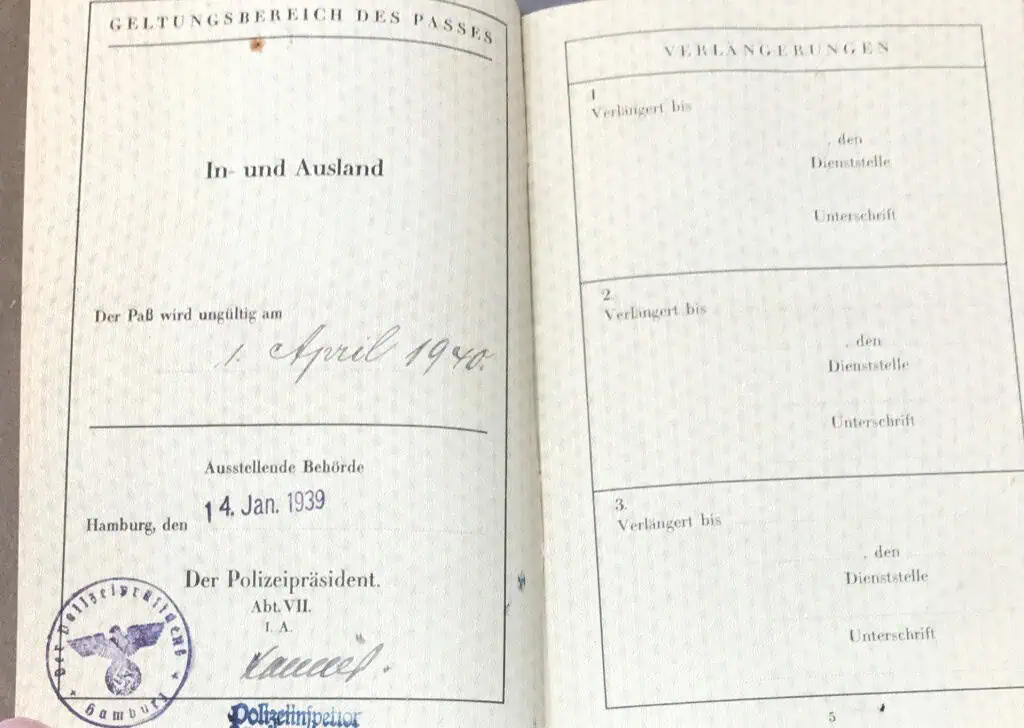 GELTUNGSBEREICH DES PASSES
In- und Ausland
Der Paß wird ungültig am
1. April 1940.
Ausstellende Behörde
Hamburg, den 14. Jan. 1939
Der Polizeipräsident.
Abt. VII.
I. A.
Polizeiinspektor
Der Polizeipräsident
Hamburg
VERLÄNGERUNGEN
1
Verlängert bis
, den
Dienststelle
Unterschrift
2.
Verlängert bis
, den
Dienststelle
Unterschrift
3.
Verlängert bis
, den
Dienststelle
Unterschrift
5